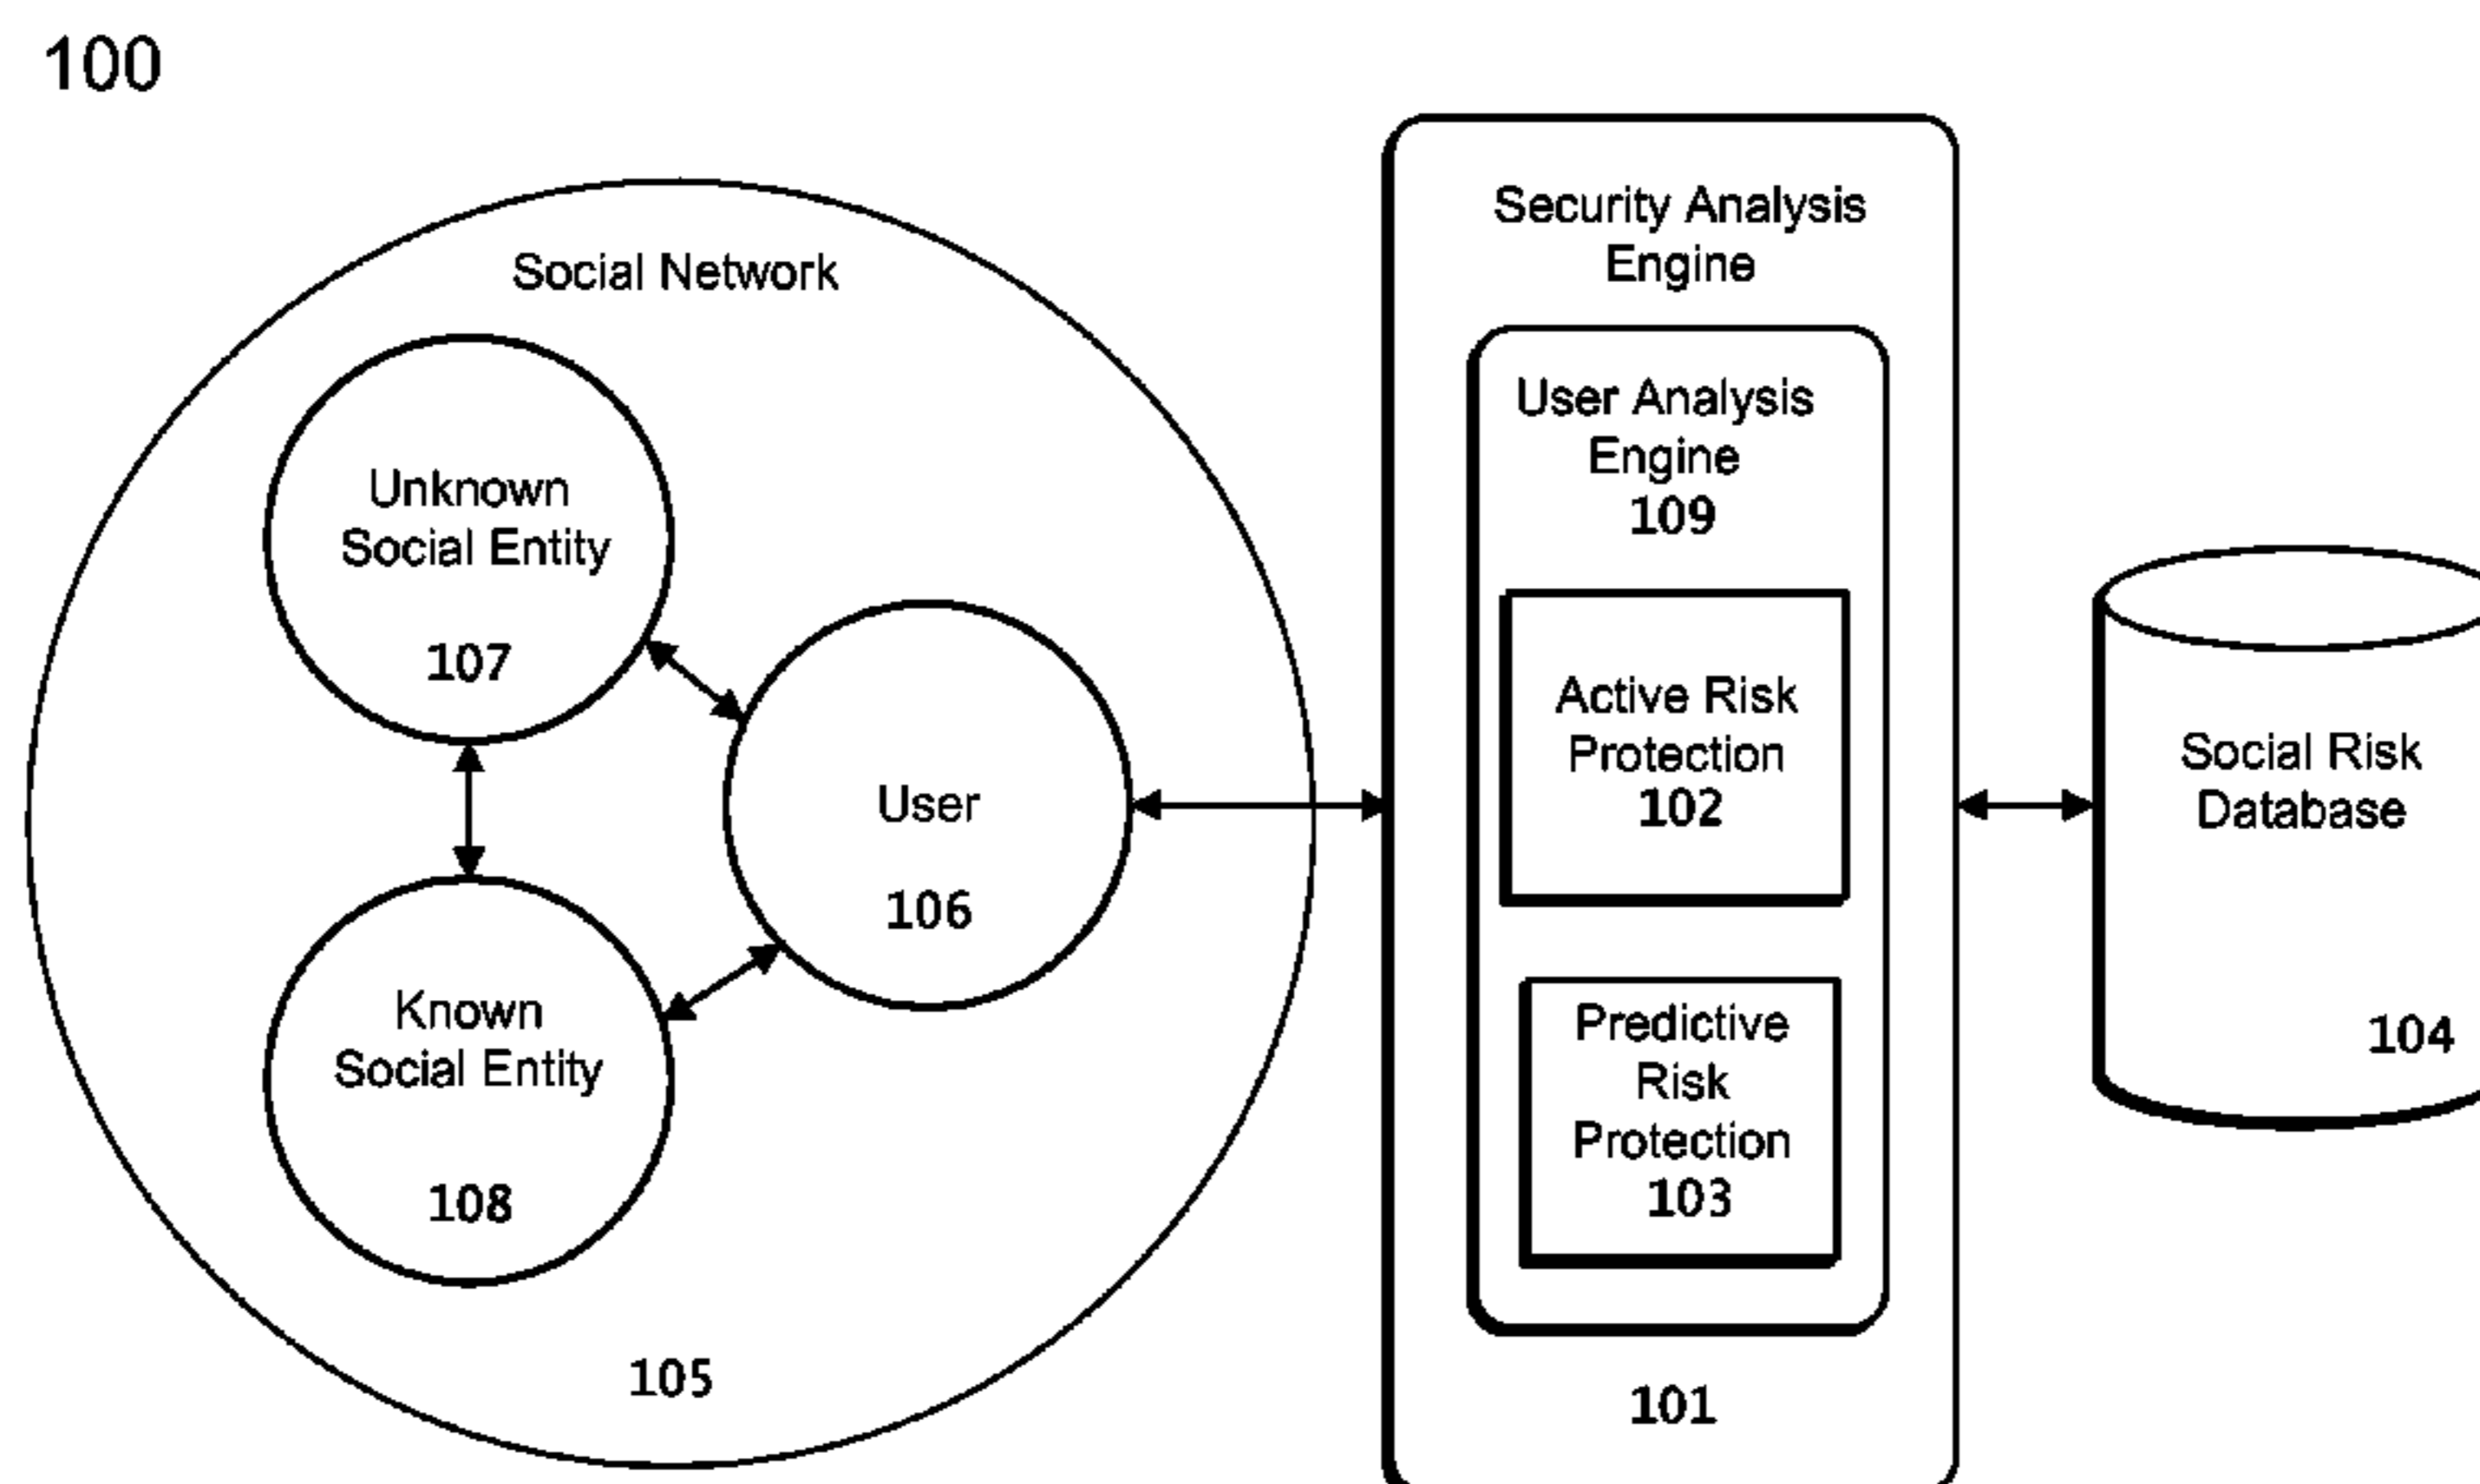 100
Social Network
Unknown
Social Entity
107
User
106
Known
Social Entity
108
105
Security Analysis
Engine
User Analysis
Engine
109
Active Risk
Protection
102
Predictive
Risk
Protection
103
101
Social Risk
Database
104